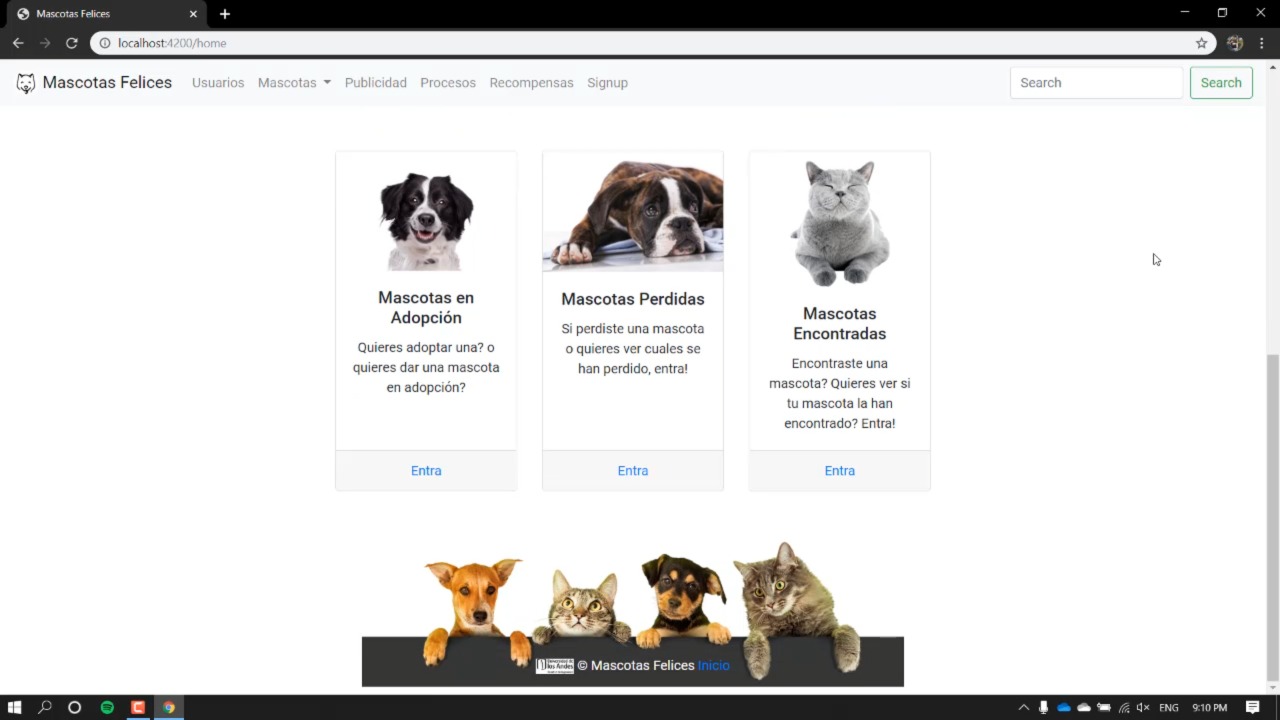 Mascotas Felices
localhost:4200/home
Mascotas Felices Usuarios Mascotas Publicidad Procesos Recompensas Signup Search Search
Mascotas en
Adopción
Quieres adoptar una? o
quieres dar una mascota
en adopción?
Entra
Mascotas Perdidas
Si perdiste una mascota
o quieres ver cuales se
han perdido, entra!
Entra
Mascotas
Encontradas
Encontraste una
mascota? Quieres ver si
tu mascota la han
encontrado? Entra!
Entra
los Andes
© Mascotas Felices Inicio
ENG 9:10 PM